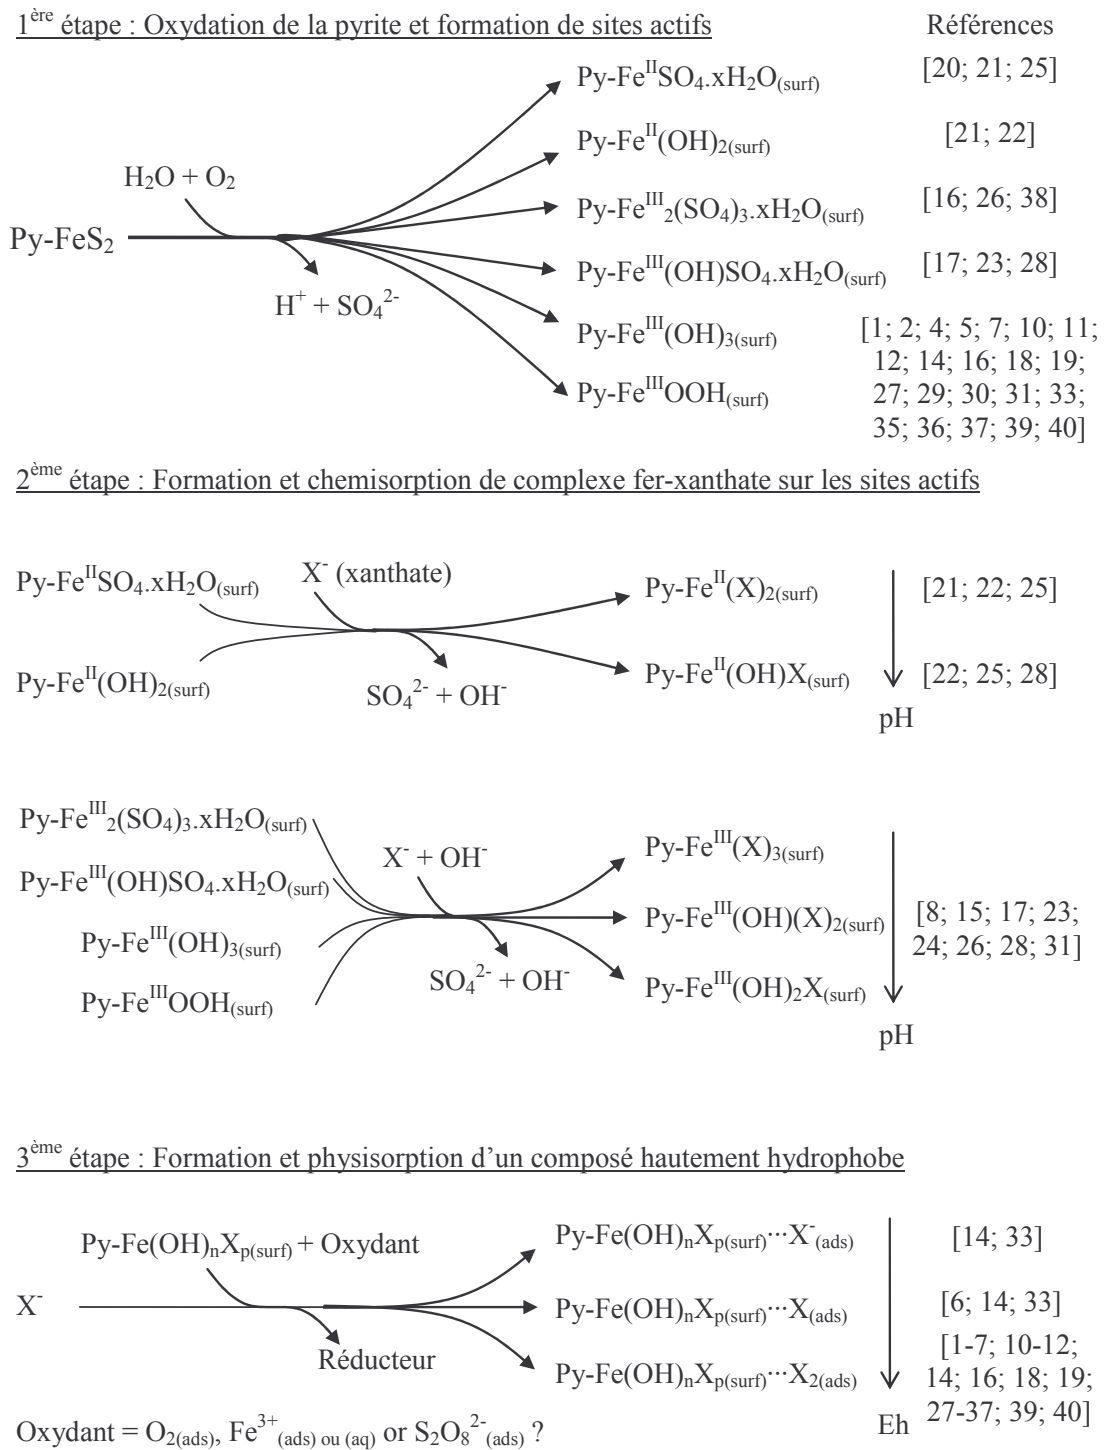 1ère étape : Oxydation de la pyrite et formation de sites actifs
Références
Py-FeIISO4.xH2O(surf)
[20; 21; 25]
Py-FeII(OH)2(surf)
[21; 22]
H2O + O2
Py-FeIII2(SO4)3.xH2O(surf)
[16; 26; 38]
Py-FeS2
Py-FeIII(OH)SO4.xH2O(surf)
[17; 23; 28]
H+ + SO42-
Py-FeIII(OH)3(surf)
Py-FeIIIOOH(surf)
[1; 2; 4; 5; 7; 10; 11;
12; 14; 16; 18; 19;
27; 29; 30; 31; 33;
35; 36; 37; 39; 40]
2ème étape : Formation et chemisorption de complexe fer-xanthate sur les sites actifs
Py-FeIISO4.xH2O(surf)
X- (xanthate)
Py-FeII(X)2(surf)
[21; 22; 25]
Py-FeII(OH)2(surf)
SO42- + OH-
Py-FeII(OH)X(surf)
[22; 25; 28]
pH
Py-FeIII2(SO4)3.xH2O(surf)
Py-FeIII(OH)SO4.xH2O(surf)
Py-FeIII(OH)3(surf)
Py-FeIIIOOH(surf)
X- + OH-
SO42- + OH-
Py-FeIII(X)3(surf)
Py-FeIII(OH)(X)2(surf)
Py-FeIII(OH)2X(surf)
[8; 15; 17; 23;
24; 26; 28; 31]
pH
3ème étape : Formation et physisorption d’un composé hautement hydrophobe
Py-Fe(OH)nXp(surf) + Oxydant
X-
Réducteur
Py-Fe(OH)nXp(surf)···X-(ads)
[14; 33]
Py-Fe(OH)nXp(surf)···X(ads)
[6; 14; 33]
Py-Fe(OH)nXp(surf)···X2(ads)
[1-7; 10-12;
14; 16; 18; 19;
27-37; 39; 40]
Eh
Oxydant = O2(ads), Fe3+(ads) ou (aq) or S2O82-(ads) ?